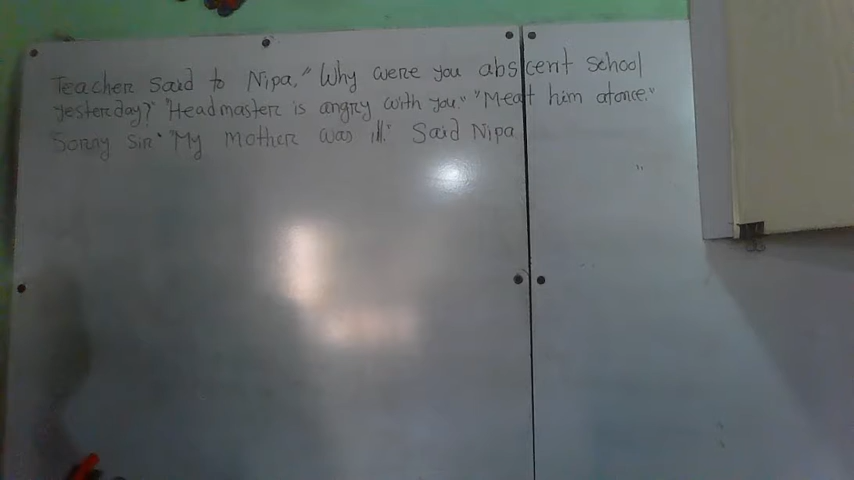 Teacher Said to Nipa, "Why were you abscent school
yesterday?" "Headmaster is angry with you." "Meat him atonce."
Sorry Sir "My Mother was ill." Said Nipa